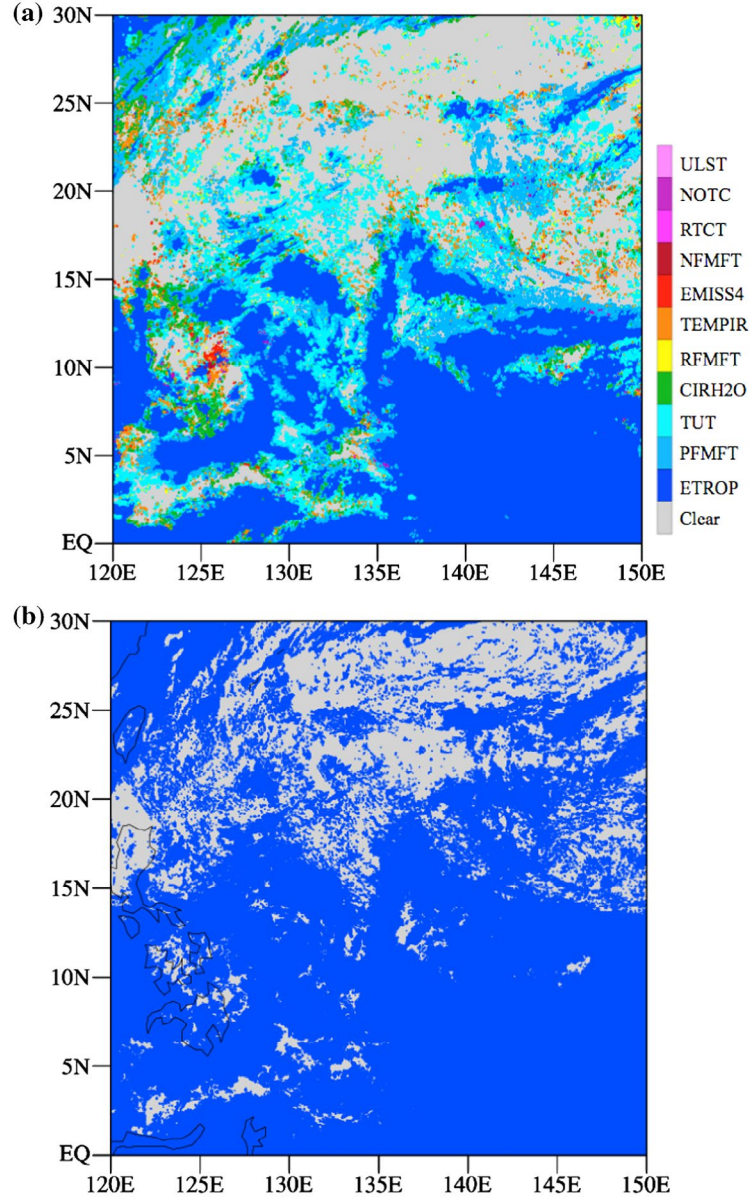 (a)
30N
25N
20N
15N
10N
5N
EQ
120E 125E 130E 135E 140E 145E 150E
ULST
NOTC
RTCT
NFMFT
EMISS4
TEMPIR
RFMFT
CIRH2O
TUT
PFMFT
ETROP
Clear
(b)
30N
25N
20N
15N
10N
5N
EQ
120E 125E 130E 135E 140E 145E 150E